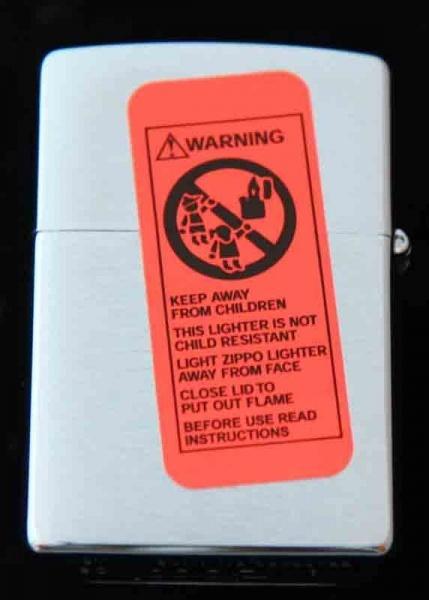 WARNING
KEEP AWAY
FROM CHILDREN
THIS LIGHTER IS NOT
CHILD RESISTANT
LIGHT ZIPPO LIGHTER
AWAY FROM FACE
CLOSE LID TO
PUT OUT FLAME
BEFORE USE READ
INSTRUCTIONS